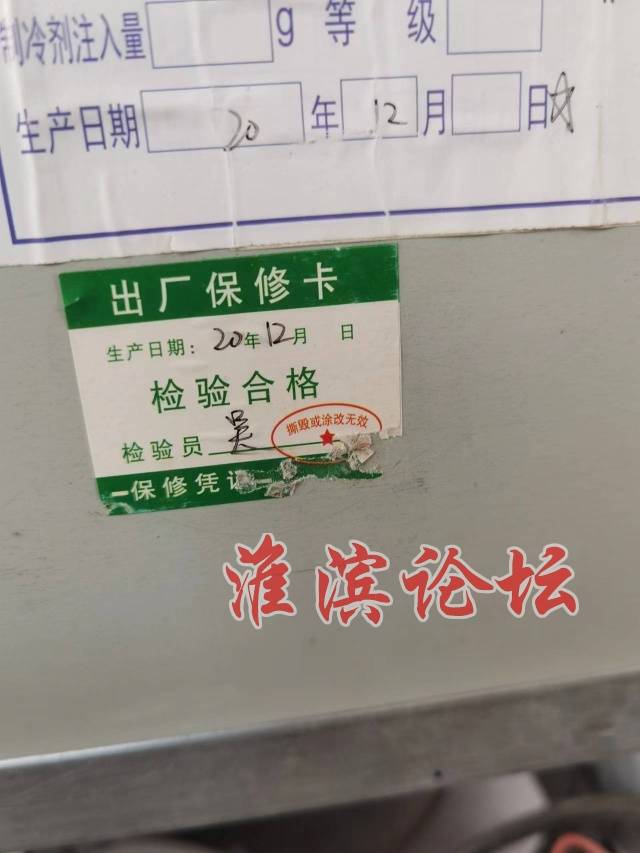 制冷剂注入量 g 等 级
生产日期 20 年 12 月 日☆
出厂保修卡
生产日期: 20年12月 日
检验合格
检验员 吴
撕毁或涂改无效
保修凭证
淮滨论坛